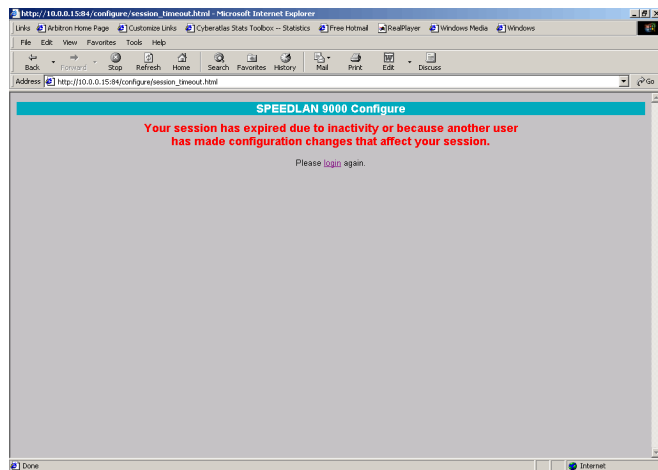 http://10.0.0.15:84/configure/session_timeout.html - Microsoft Internet Explorer
Links Arbitron Home Page Customize Links Cyberatlas Stats Toolbox -- Statistics Free Hotmail RealPlayer Windows Media Windows
File Edit View Favorites Tools Help
Back Forward Stop Refresh Home Search Favorites History Mail Print Edit Discuss
Address http://10.0.0.15:84/configure/session_timeout.html Go
SPEEDLAN 9000 Configure
Your session has expired due to inactivity or because another user
has made configuration changes that affect your session.
Please login again.
Done Internet